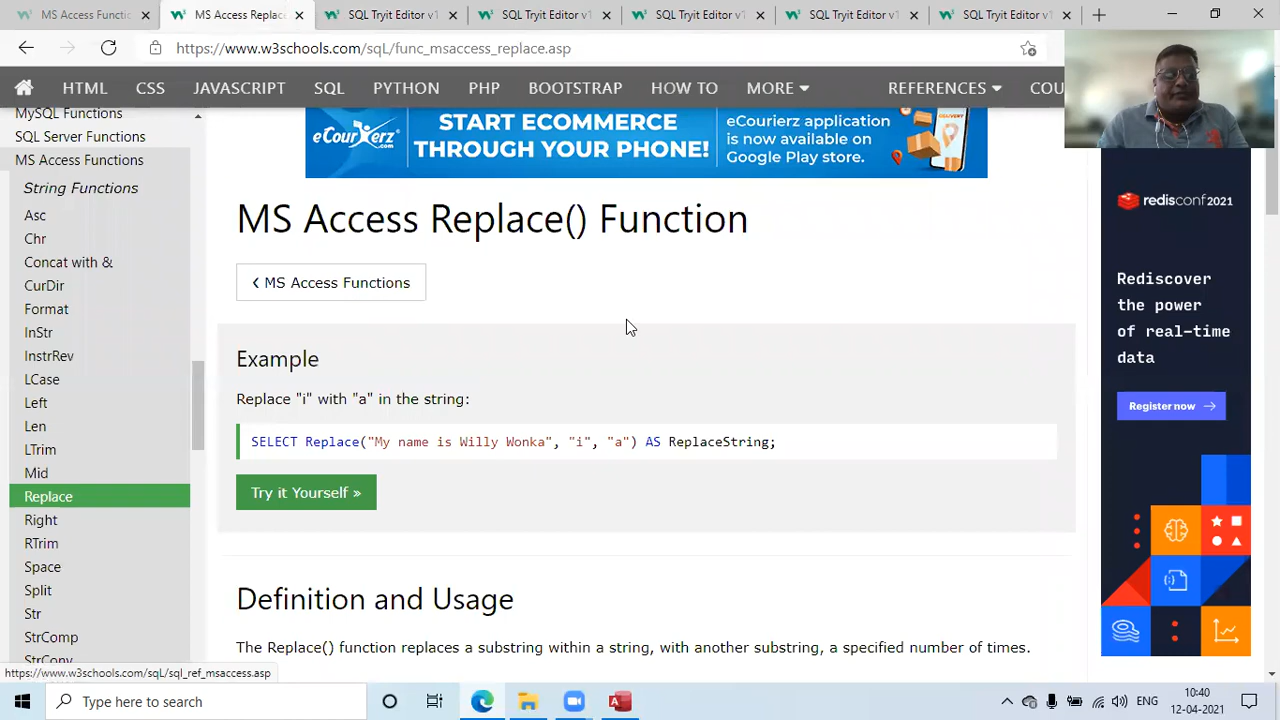 MS Access Functi
MS Access Replac
SQL Tryit Editor v1
SQL Tryit Editor v1
SQL Tryit Editor v1
SQL Tryit Editor v1
https://www.w3schools.com/sqL/func_msaccess_replace.asp
HTML
CSS
JAVASCRIPT
SQL
PYTHON
PHP
BOOTSTRAP
HOW TO
MORE
REFERENCES
COU
MySQL Functions
SQL Server Functions
MS Access Functions
String Functions
Asc
Chr
Concat with &
CurDir
Format
InStr
InstrRev
LCase
Left
Len
LTrim
Mid
Replace
Right
RTrim
Space
Split
Str
StrComp
StrConv
https://www.w3schools.com/sqL/sql_ref_msaccess.asp
eCourierz.com
START ECOMMERCE
THROUGH YOUR PHONE!
eCourierz application
is now available on
Google Play store.
DELIVERY
MS Access Replace() Function
❮ MS Access Functions
Example
Replace "i" with "a" in the string:
SELECT Replace("My name is Willy Wonka", "i", "a") AS ReplaceString;
Try it Yourself »
Definition and Usage
The Replace() function replaces a substring within a string, with another substring, a specified number of times.
redisconf2021
Rediscover
the power
of real-time
data
Register now →
Type here to search
ENG
10:40
12-04-2021